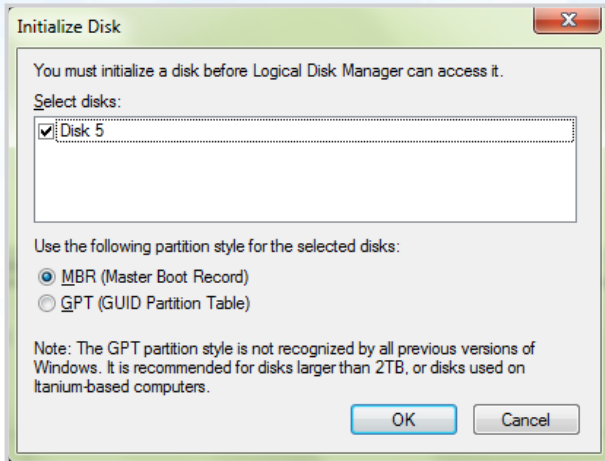 Initialize Disk
You must initialize a disk before Logical Disk Manager can access it.
Select disks:
Disk 5
Use the following partition style for the selected disks:
MBR (Master Boot Record)
GPT (GUID Partition Table)
Note: The GPT partition style is not recognized by all previous versions of
Windows. It is recommended for disks larger than 2TB, or disks used on
Itanium-based computers.
OK Cancel